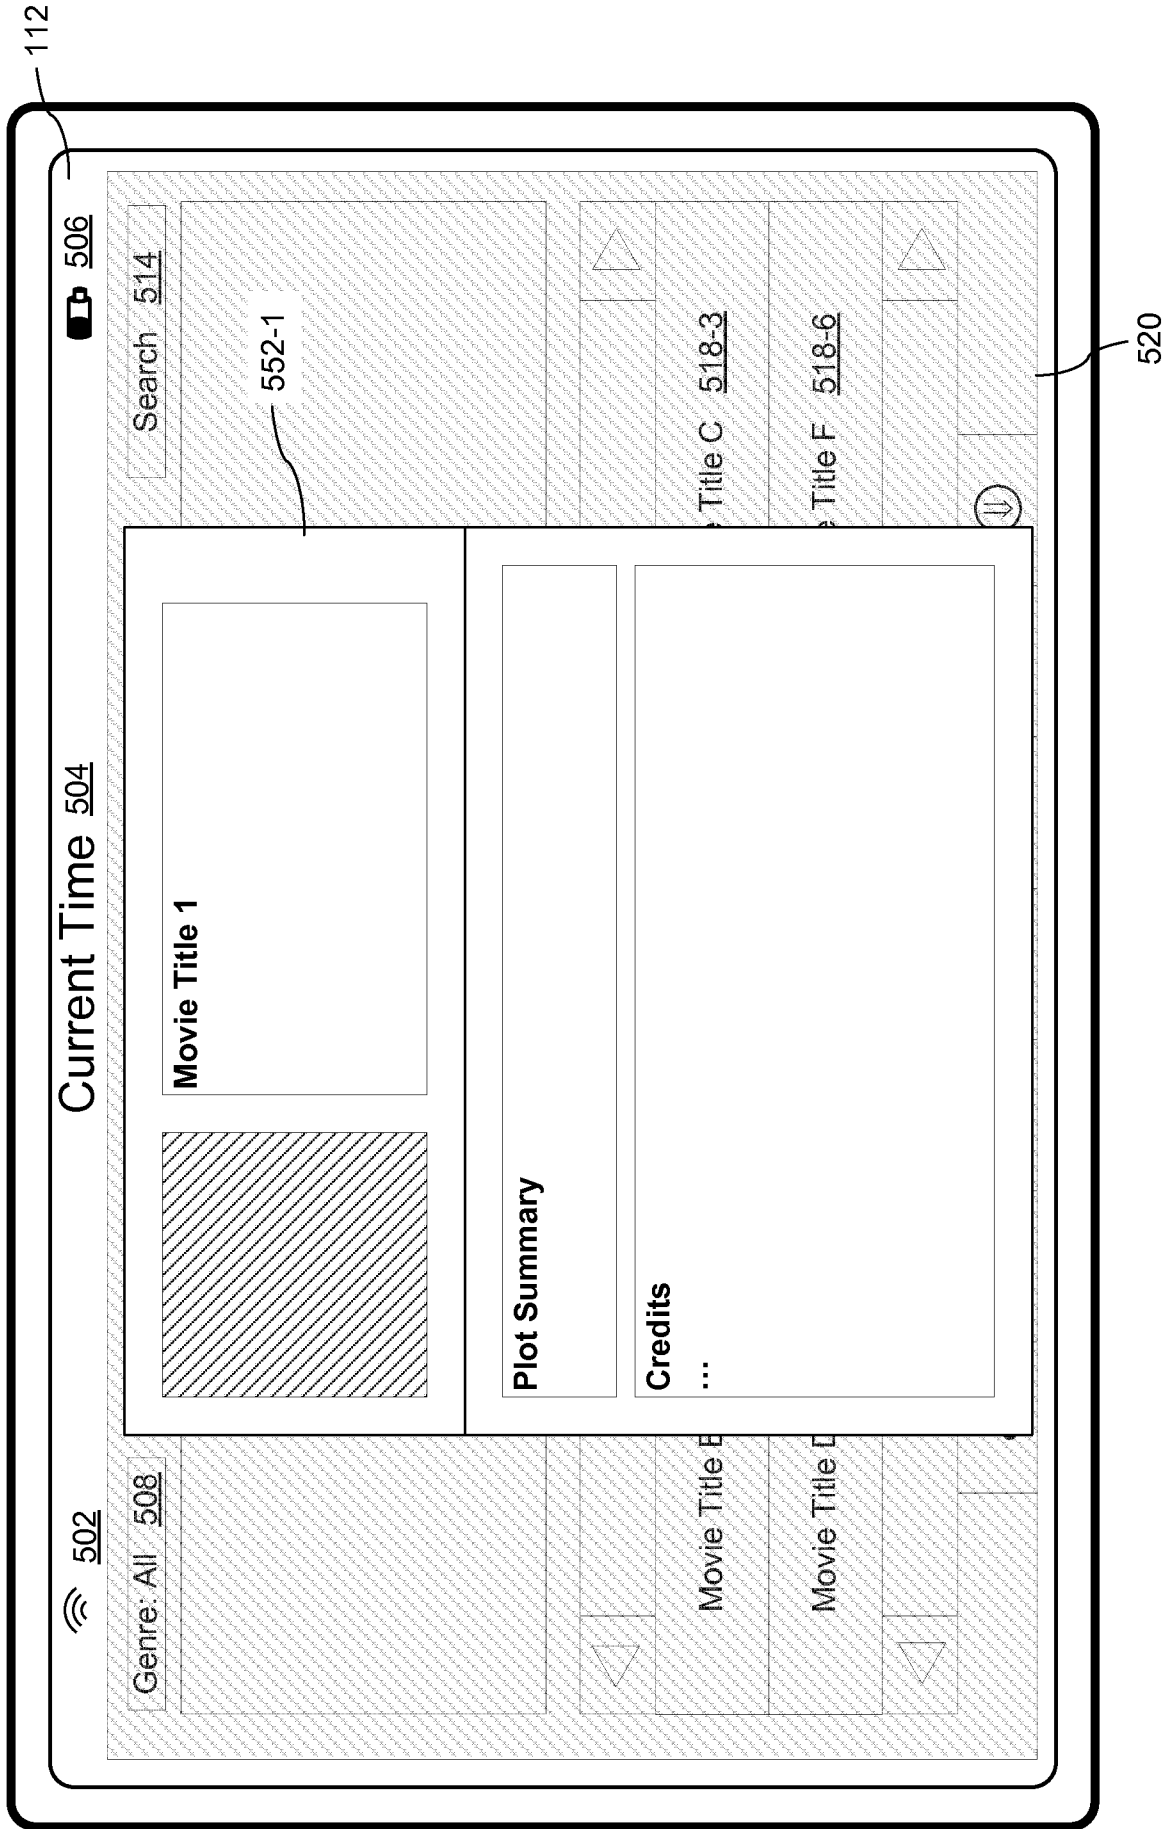 112
502
Current Time 504
506
Genre: All 508
Search 514
552-1
Movie Title 1
Plot Summary
Credits
...
Movie Title
Title C 518-3
Movie Title
Title F 518-6
520